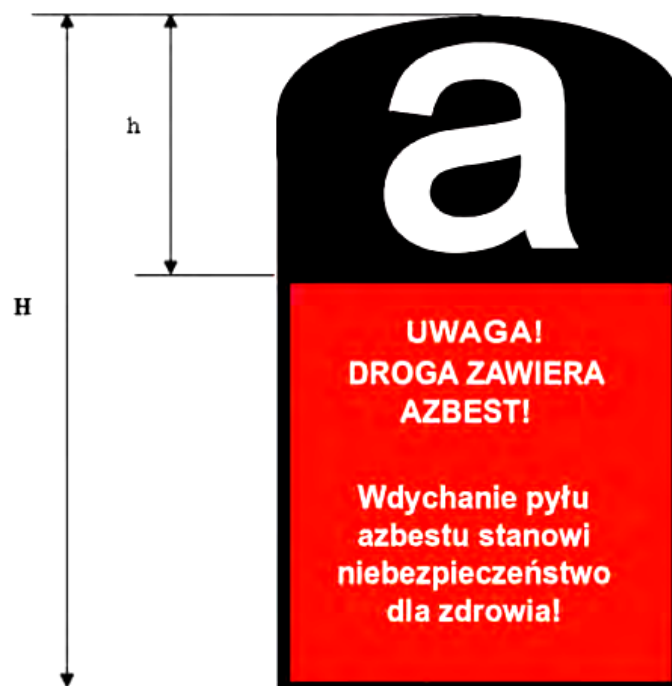 a
h
H
UWAGA!
DROGA ZAWIERA
AZBEST!
Wdychanie pyłu
azbestu stanowi
niebezpieczeństwo
dla zdrowia!